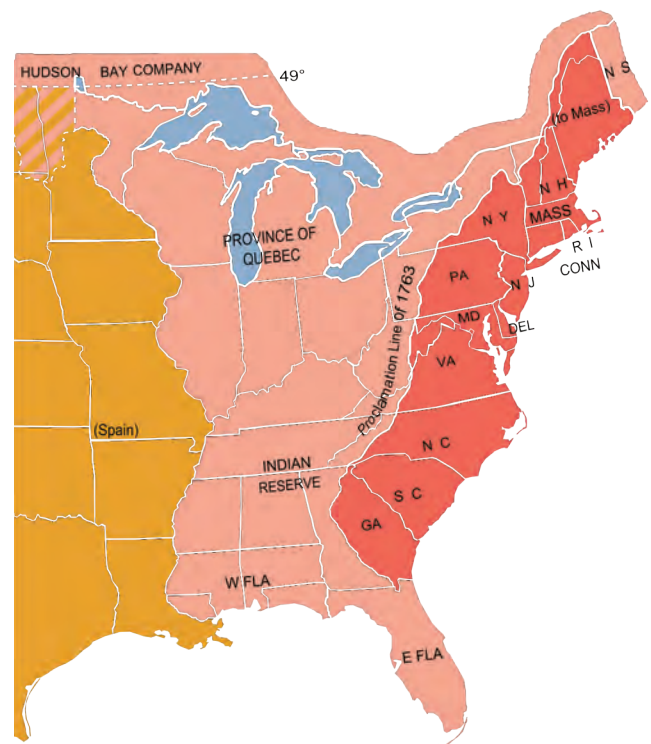 HUDSON BAY COMPANY
49°
N S
(to Mass)
N H
N Y
MASS
R I
CONN
PROVINCE OF
QUEBEC
PA
N J
Proclamation Line of 1763
MD
DEL
VA
(Spain)
N C
INDIAN
RESERVE
S C
GA
W FLA
E FLA